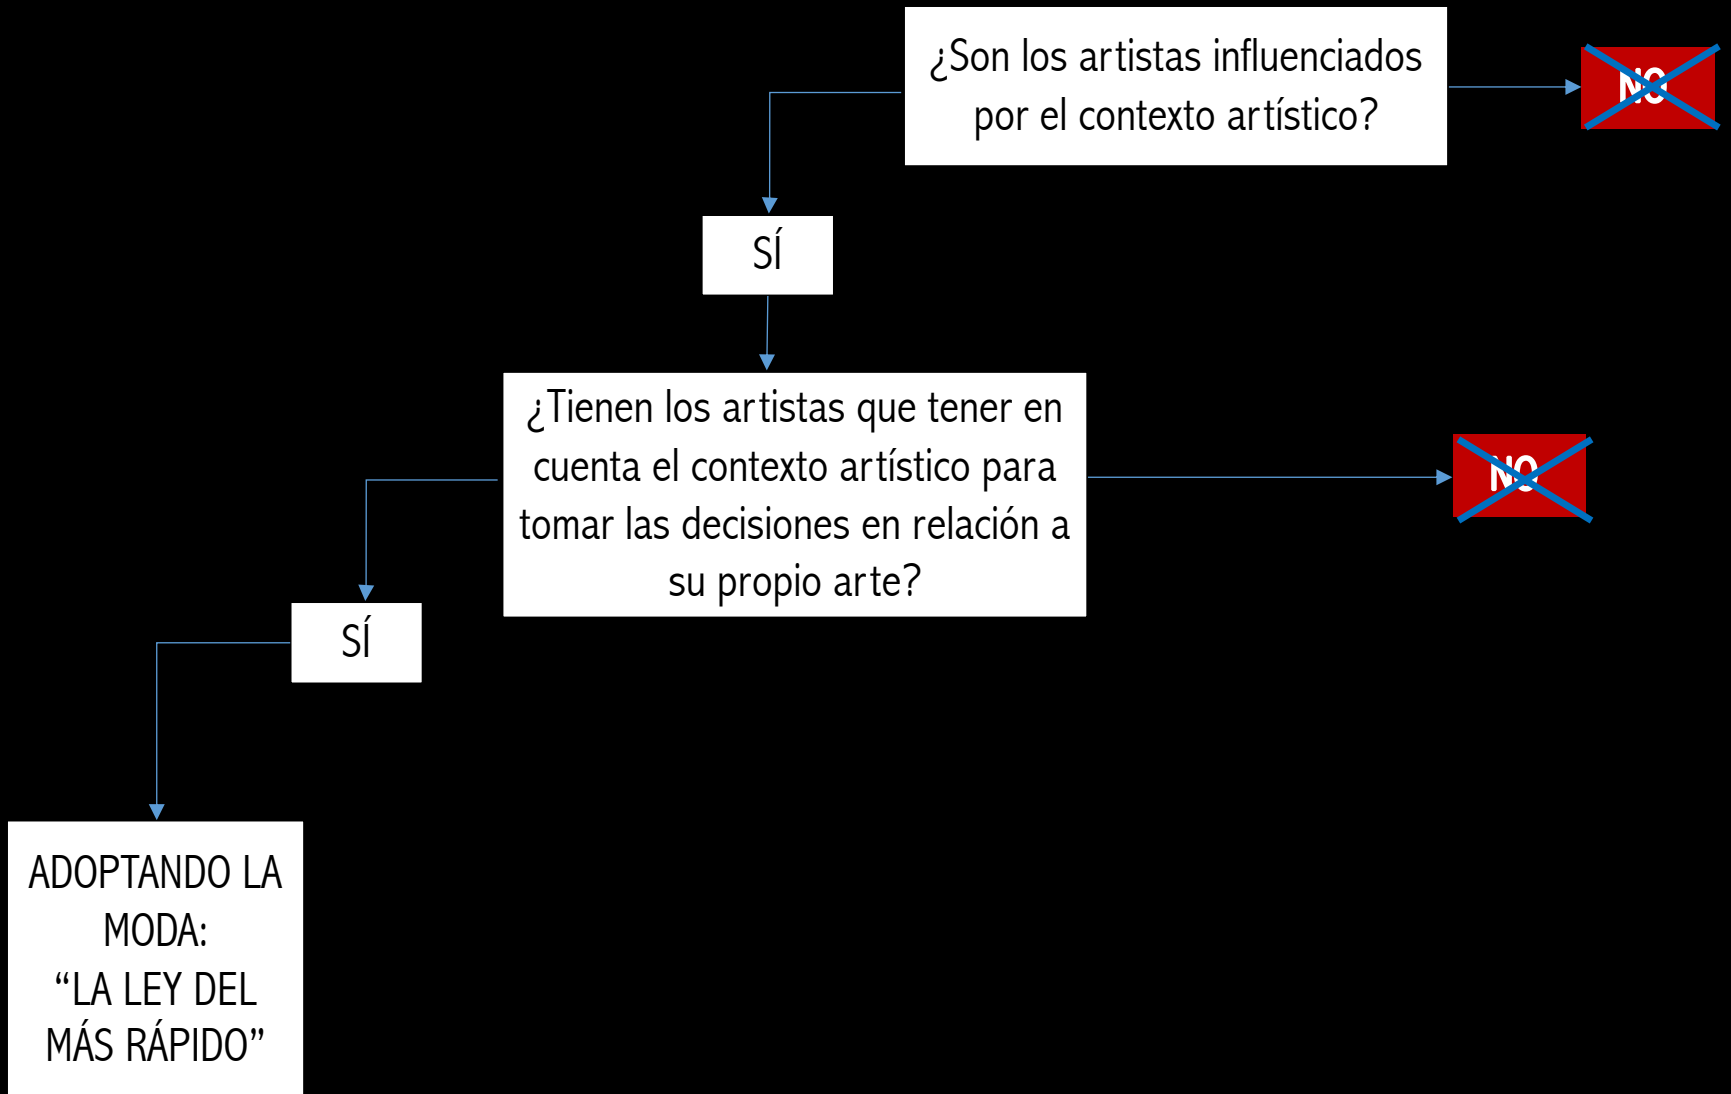 ¿Son los artistas influenciados
por el contexto artístico?
NO
SÍ
¿Tienen los artistas que tener en
cuenta el contexto artístico para
tomar las decisiones en relación a
su propio arte?
NO
SÍ
ADOPTANDO LA
MODA:
“LA LEY DEL
MÁS RÁPIDO”